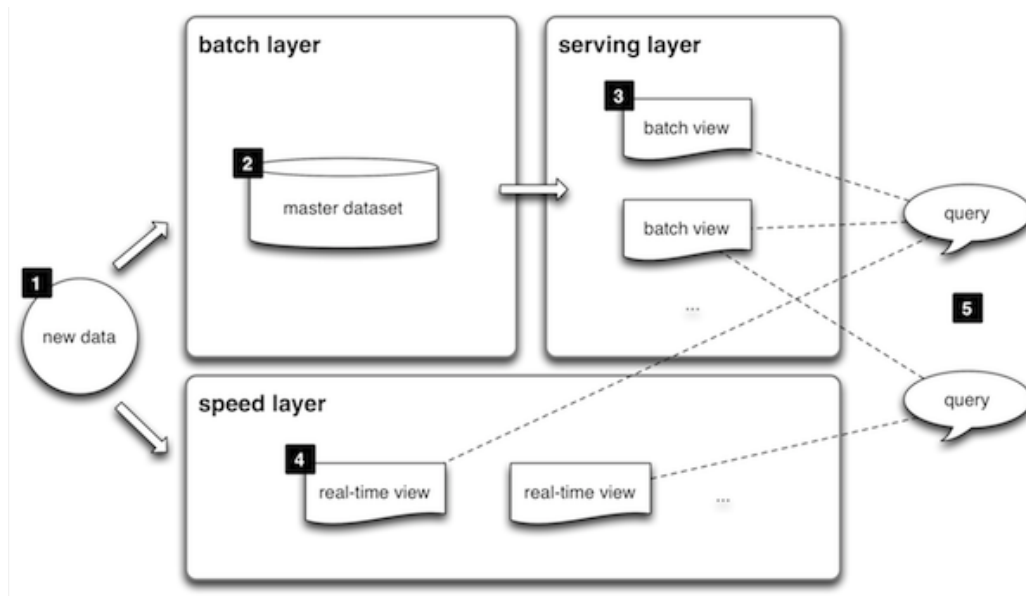 batch layer
serving layer
3
batch view
2
master dataset
batch view
query
1
new data
...
5
speed layer
query
4
real-time view
real-time view
...